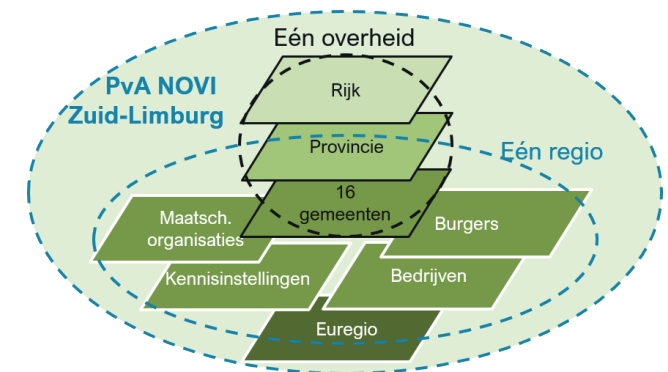 Eén overheid
PvA NOVI
Zuid-Limburg
Rijk
Provincie
Eén regio
16
gemeenten
Maatsch.
organisaties
Burgers
Kennisinstellingen
Bedrijven
Euregio